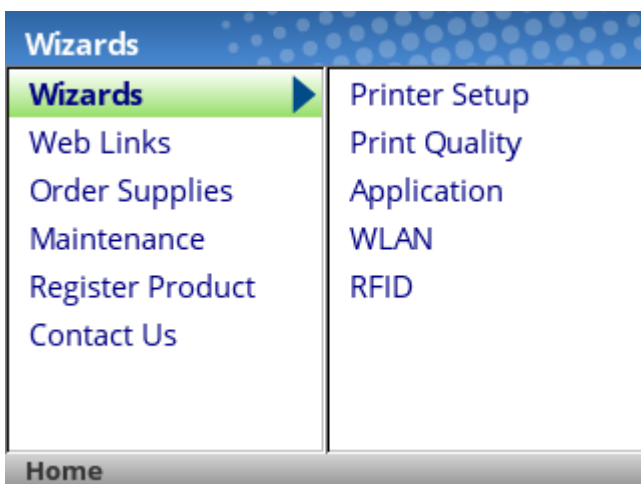 Wizards
Wizards
Web Links
Order Supplies
Maintenance
Register Product
Contact Us
Printer Setup
Print Quality
Application
WLAN
RFID
Home